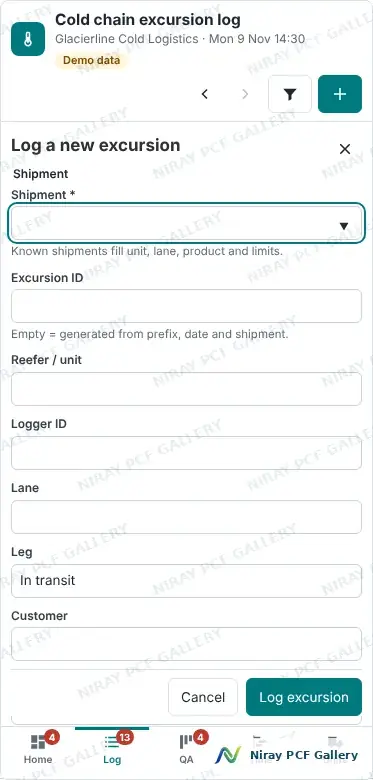 Cold chain excursion log
Glacierline Cold Logistics · Mon 9 Nov 14:30
Demo data
Log a new excursion
Shipment
Shipment *
Known shipments fill unit, lane, product and limits.
Excursion ID
Empty = generated from prefix, date and shipment.
Reefer / unit
Logger ID
Lane
Leg
In transit
Customer
Cancel
Log excursion
4
13
4
Home
Log
QA
Niray PCF Gallery
NIRAY PCF GALLERY